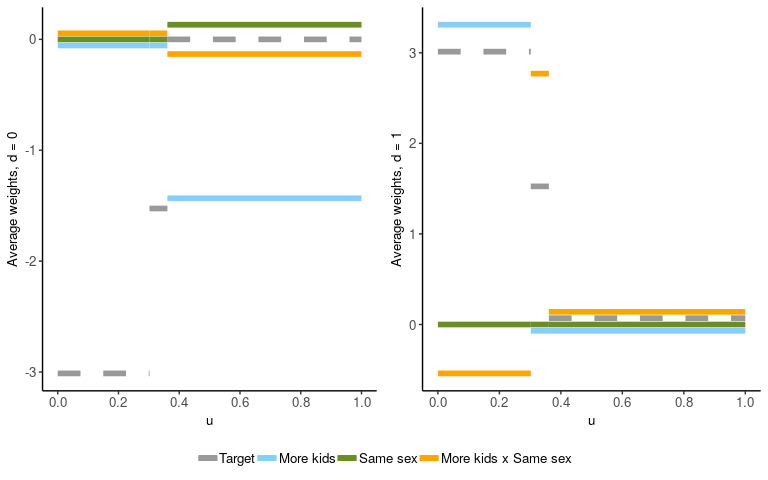 Average weights, d = 0
0
-1
-2
-3
0.0 0.2 0.4 0.6 0.8 1.0
u
Average weights, d = 1
3
2
1
0
0.0 0.2 0.4 0.6 0.8 1.0
u
Target More kids Same sex More kids x Same sex